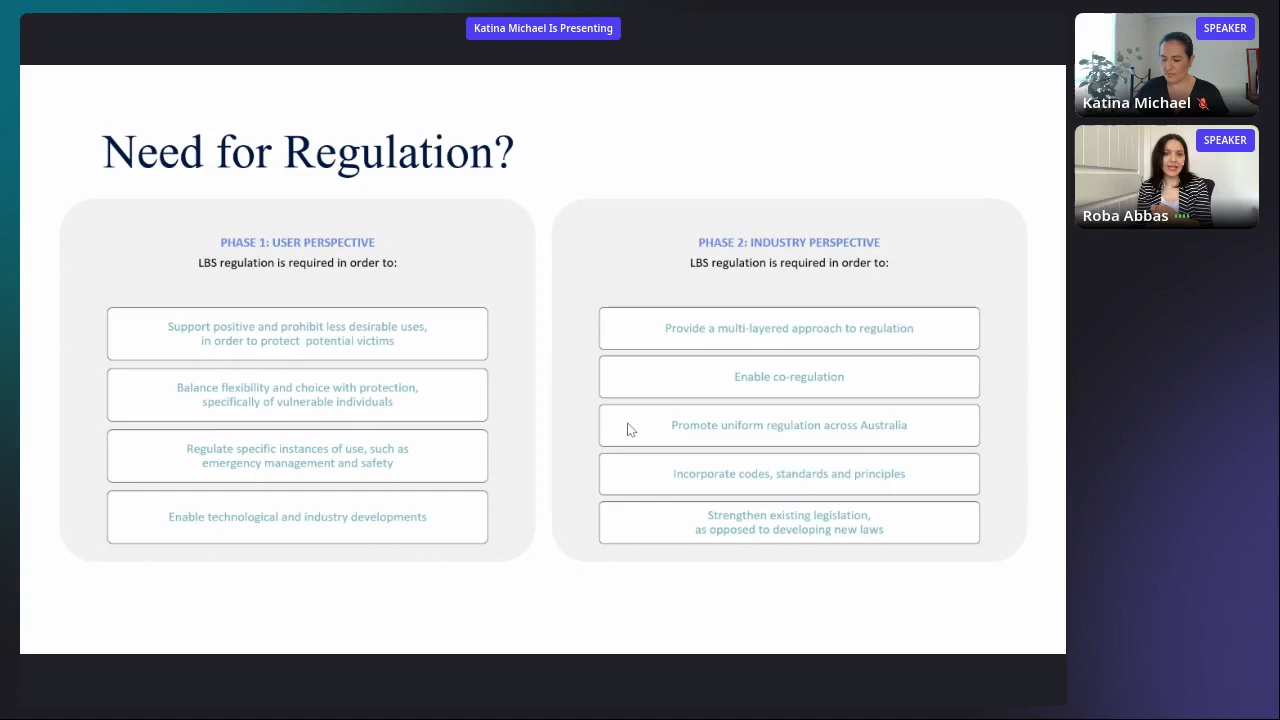 Katina Michael Is Presenting
SPEAKER
Katina Michael
SPEAKER
Roba Abbas
Need for Regulation?
PHASE 1: USER PERSPECTIVE
LBS regulation is required in order to:
Support positive and prohibit less desirable uses,
in order to protect potential victims
Balance flexibility and choice with protection,
specifically of vulnerable individuals
Regulate specific instances of use, such as
emergency management and safety
Enable technological and industry developments
PHASE 2: INDUSTRY PERSPECTIVE
LBS regulation is required in order to:
Provide a multi-layered approach to regulation
Enable co-regulation
Promote uniform regulation across Australia
Incorporate codes, standards and principles
Strengthen existing legislation,
as opposed to developing new laws